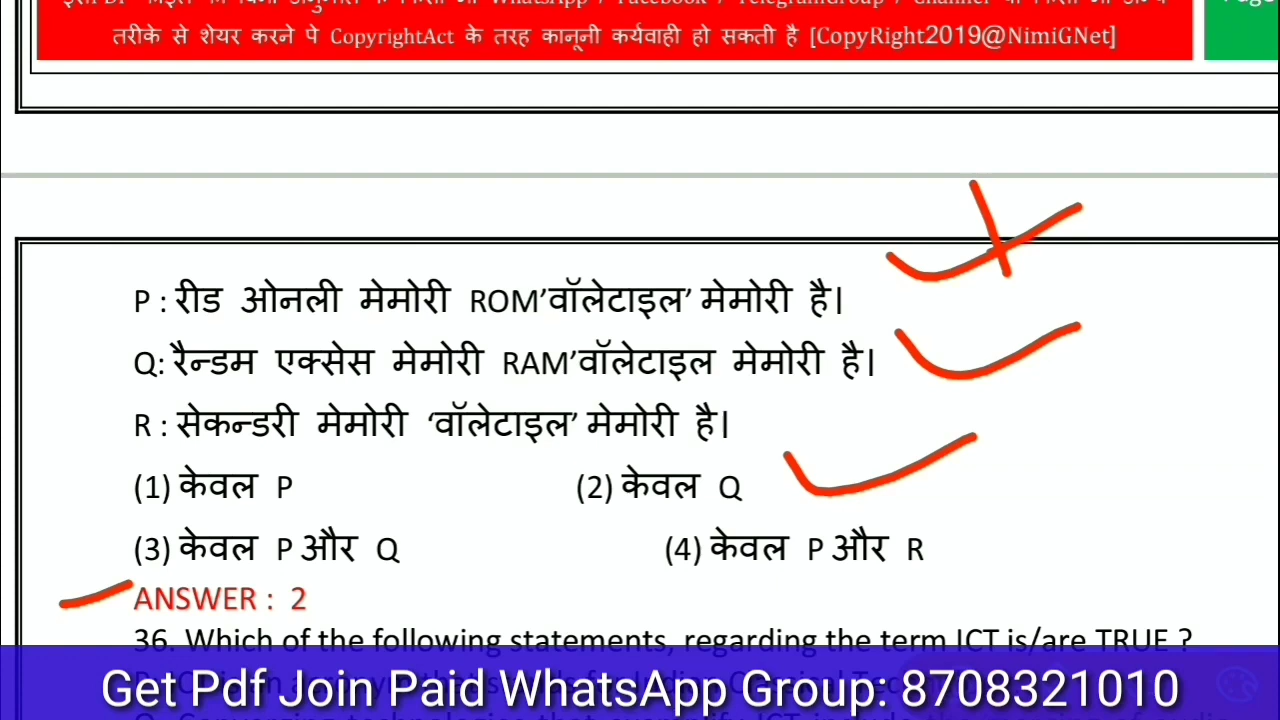 तरीके से शेयर करने पे CopyrightAct के तरह कानूनी कर्यवाही हो सकती है [CopyRight2019@NimiGNet]
P : रीड ओनली मेमोरी ROM’वॉलेटाइल’ मेमोरी है।
Q: रैन्डम एक्सेस मेमोरी RAM’वॉलेटाइल मेमोरी है।
R : सेकन्डरी मेमोरी ‘वॉलेटाइल’ मेमोरी है।
(1) केवल P (2) केवल Q
(3) केवल P और Q (4) केवल P और R
ANSWER : 2
36. Which of the following statements, regarding the term ICT is/are TRUE ?
Get Pdf Join Paid WhatsApp Group: 8708321010